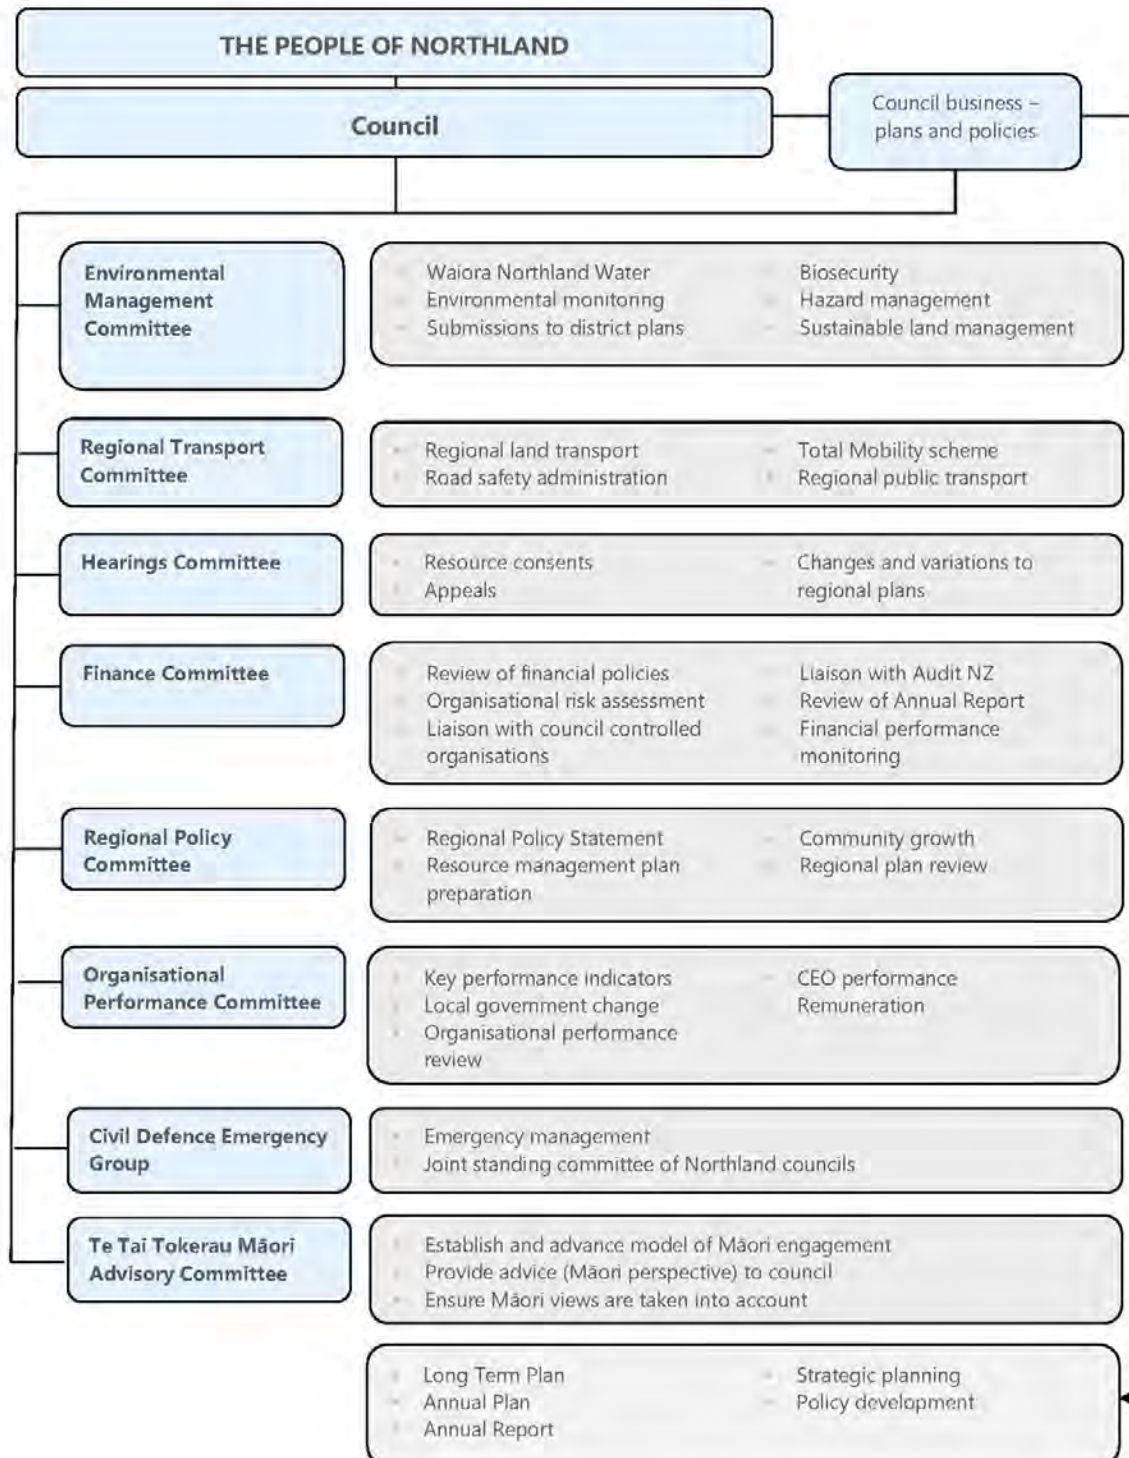 THE PEOPLE OF NORTHLAND
Council
Council business –
plans and policies
Environmental
Management
Committee
Waiora Northland Water
Environmental monitoring
Submissions to district plans
Biosecurity
Hazard management
Sustainable land management
Regional Transport
Committee
Regional land transport
Road safety administration
Total Mobility scheme
Regional public transport
Hearings Committee
Resource consents
Appeals
Changes and variations to
regional plans
Finance Committee
Review of financial policies
Organisational risk assessment
Liaison with council controlled
organisations
Liaison with Audit NZ
Review of Annual Report
Financial performance
monitoring
Regional Policy
Committee
Regional Policy Statement
Resource management plan
preparation
Community growth
Regional plan review
Organisational
Performance Committee
Key performance indicators
Local government change
Organisational performance
review
CEO performance
Remuneration
Civil Defence Emergency
Group
Emergency management
Joint standing committee of Northland councils
Te Tai Tokerau Māori
Advisory Committee
Establish and advance model of Māori engagement
Provide advice (Māori perspective) to council
Ensure Māori views are taken into account
Long Term Plan
Annual Plan
Annual Report
Strategic planning
Policy development